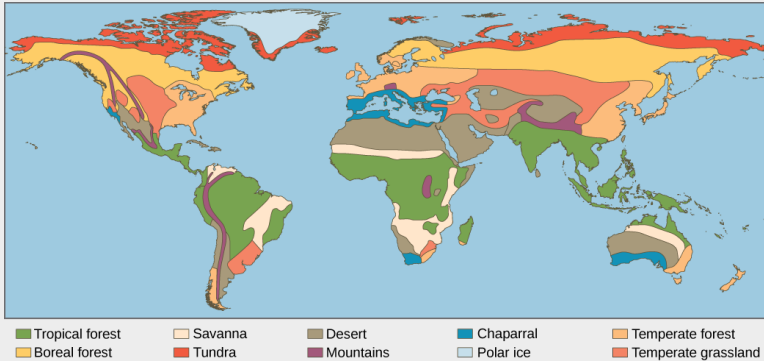 Tropical forest Savanna Desert Chaparral Temperate forest
Boreal forest Tundra Mountains Polar ice Temperate grassland